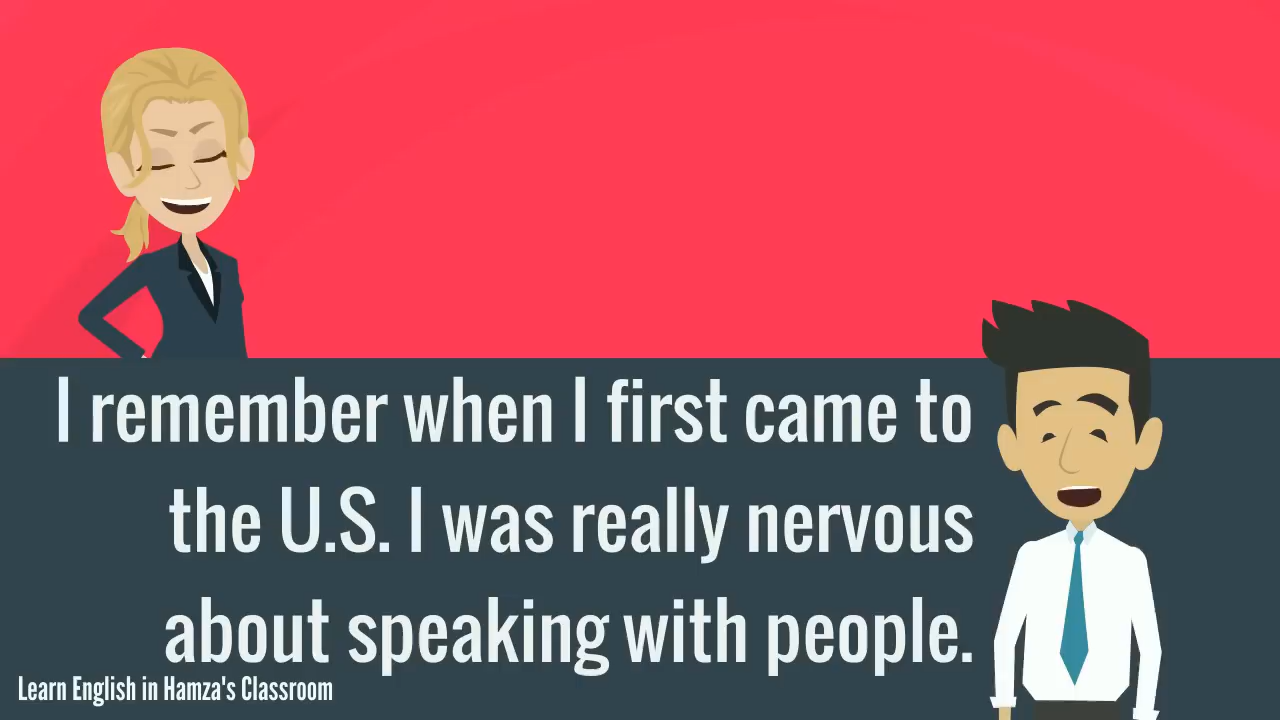 I remember when I first came to
the U.S. I was really nervous
about speaking with people.
Learn English in Hamza's Classroom